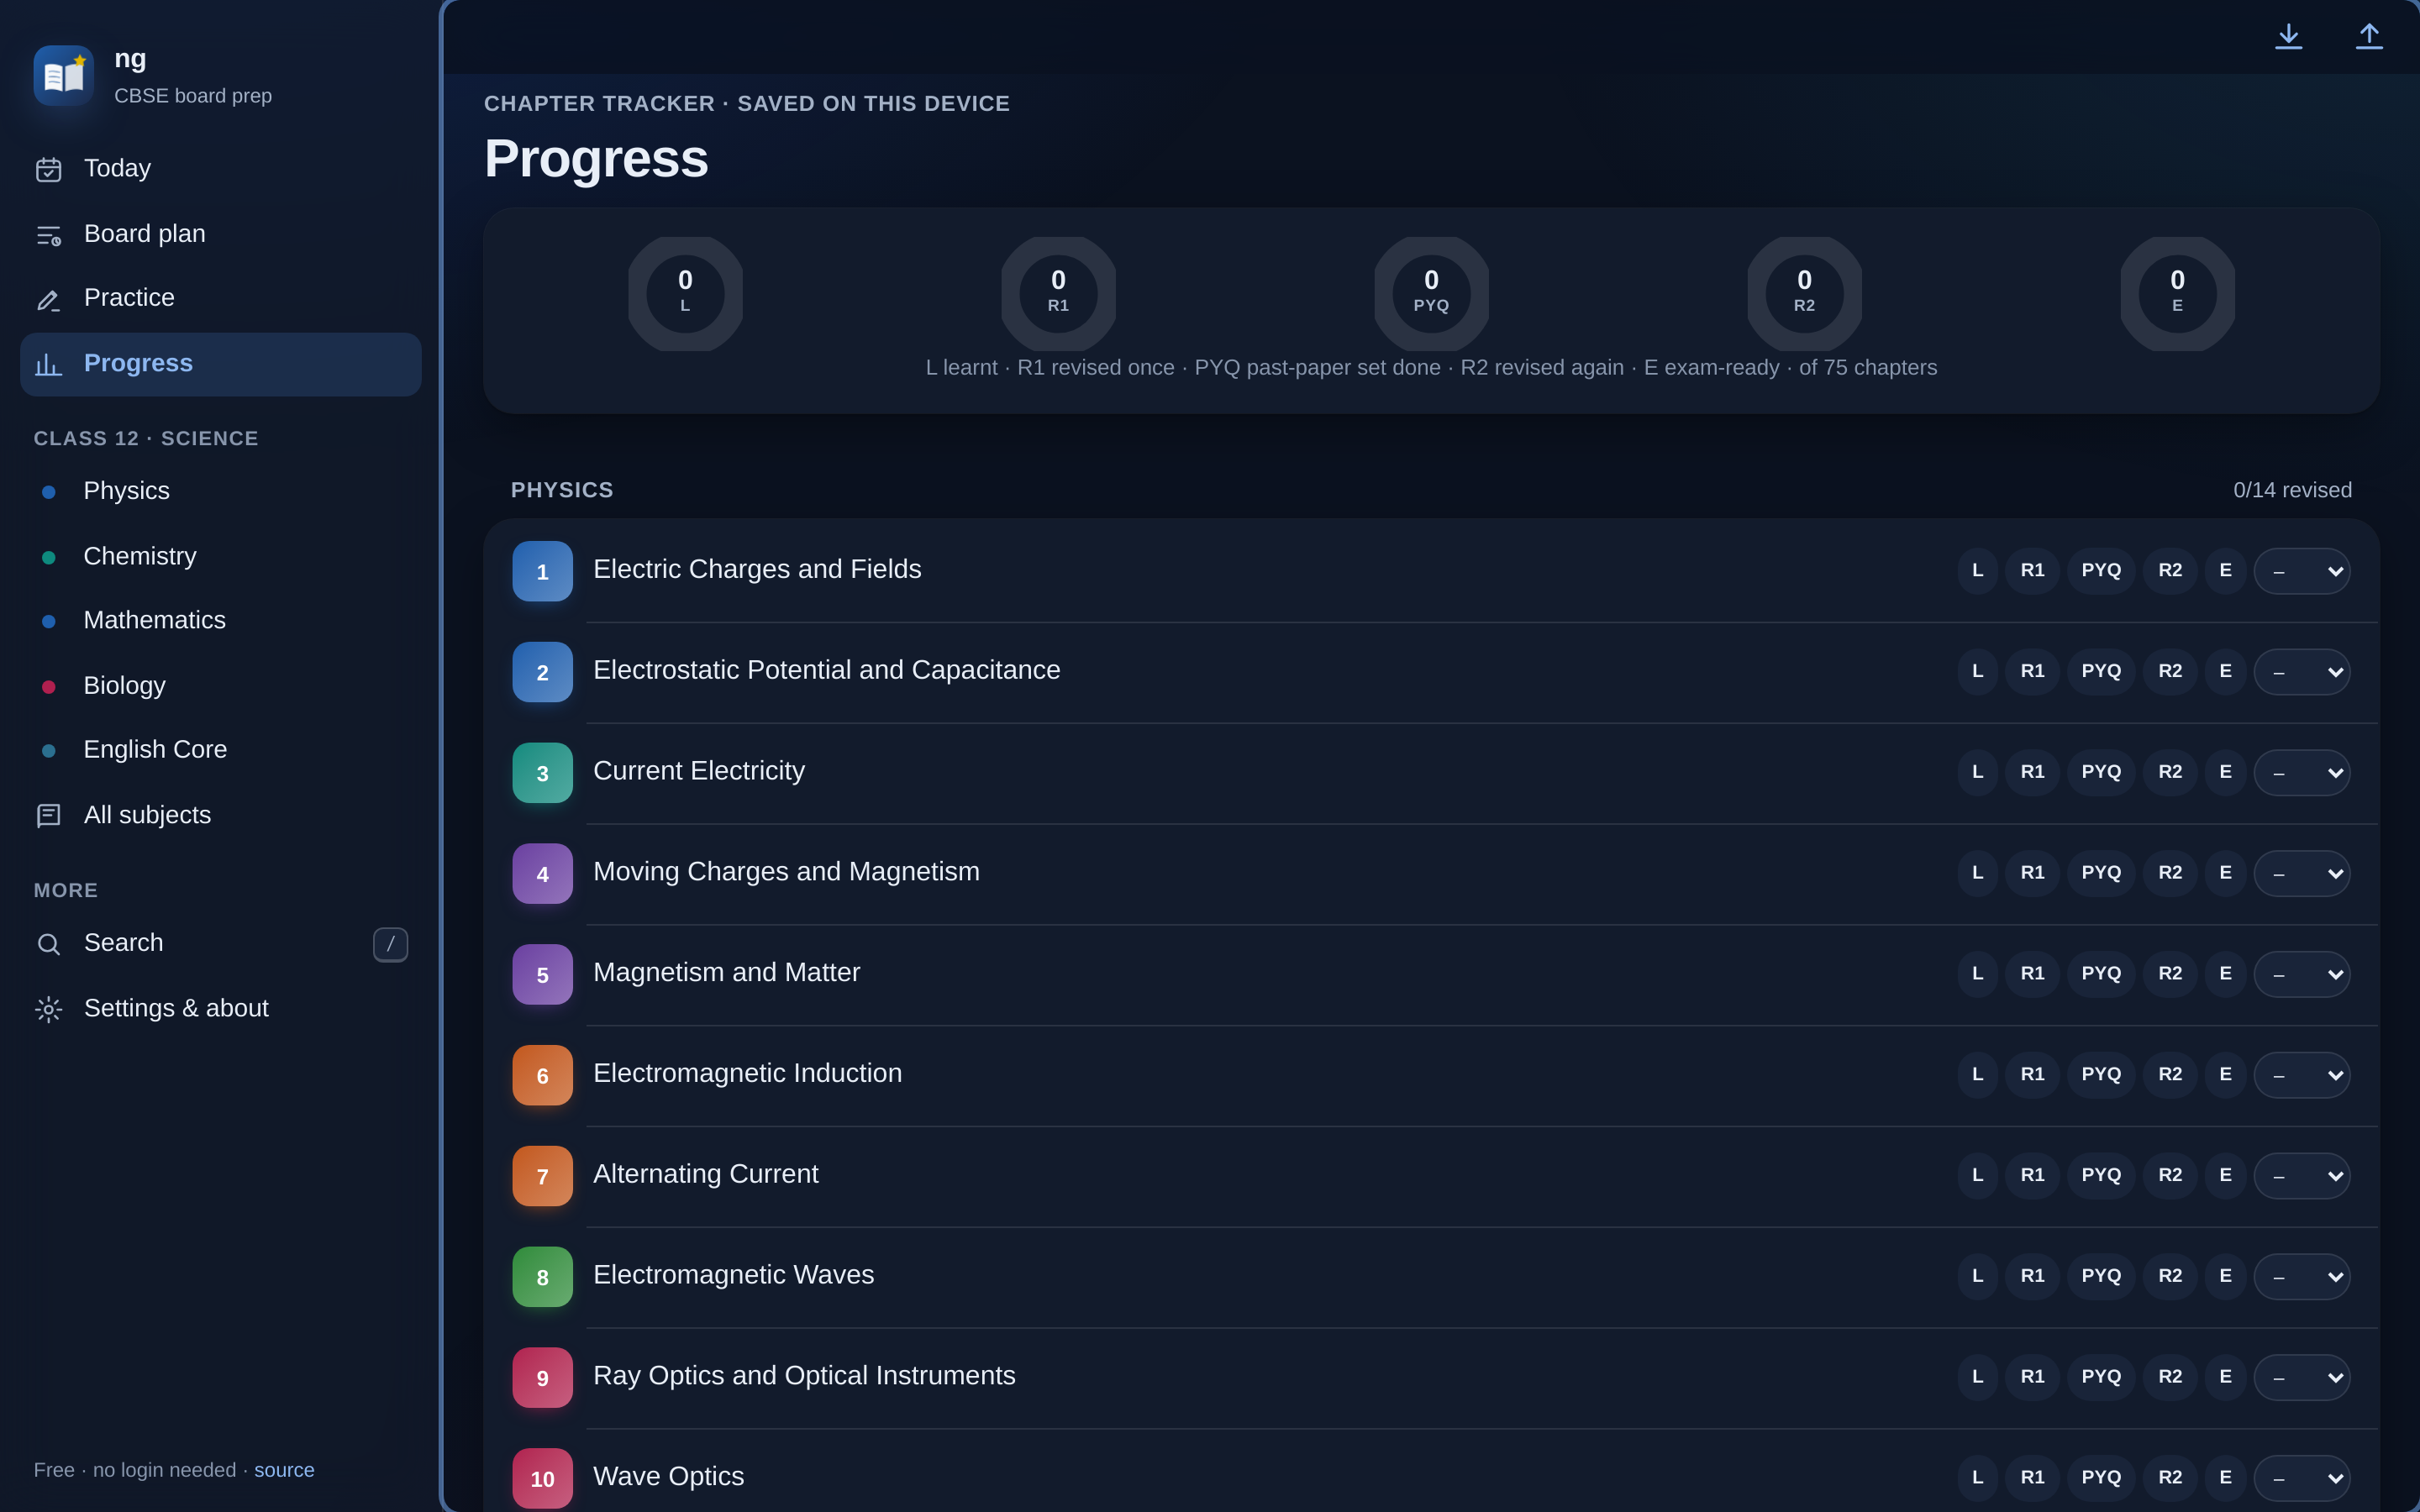 ng
CBSE board prep
Today
Board plan
Practice
Progress
CLASS 12 · SCIENCE
Physics
Chemistry
Mathematics
Biology
English Core
All subjects
MORE
Search /
Settings & about
Free · no login needed · source
CHAPTER TRACKER · SAVED ON THIS DEVICE
Progress
0 0 0 0 0
L R1 PYQ R2 E
L learnt · R1 revised once · PYQ past-paper set done · R2 revised again · E exam-ready · of 75 chapters
PHYSICS 0/14 revised
1 Electric Charges and Fields L R1 PYQ R2 E –
2 Electrostatic Potential and Capacitance L R1 PYQ R2 E –
3 Current Electricity L R1 PYQ R2 E –
4 Moving Charges and Magnetism L R1 PYQ R2 E –
5 Magnetism and Matter L R1 PYQ R2 E –
6 Electromagnetic Induction L R1 PYQ R2 E –
7 Alternating Current L R1 PYQ R2 E –
8 Electromagnetic Waves L R1 PYQ R2 E –
9 Ray Optics and Optical Instruments L R1 PYQ R2 E –
10 Wave Optics L R1 PYQ R2 E –